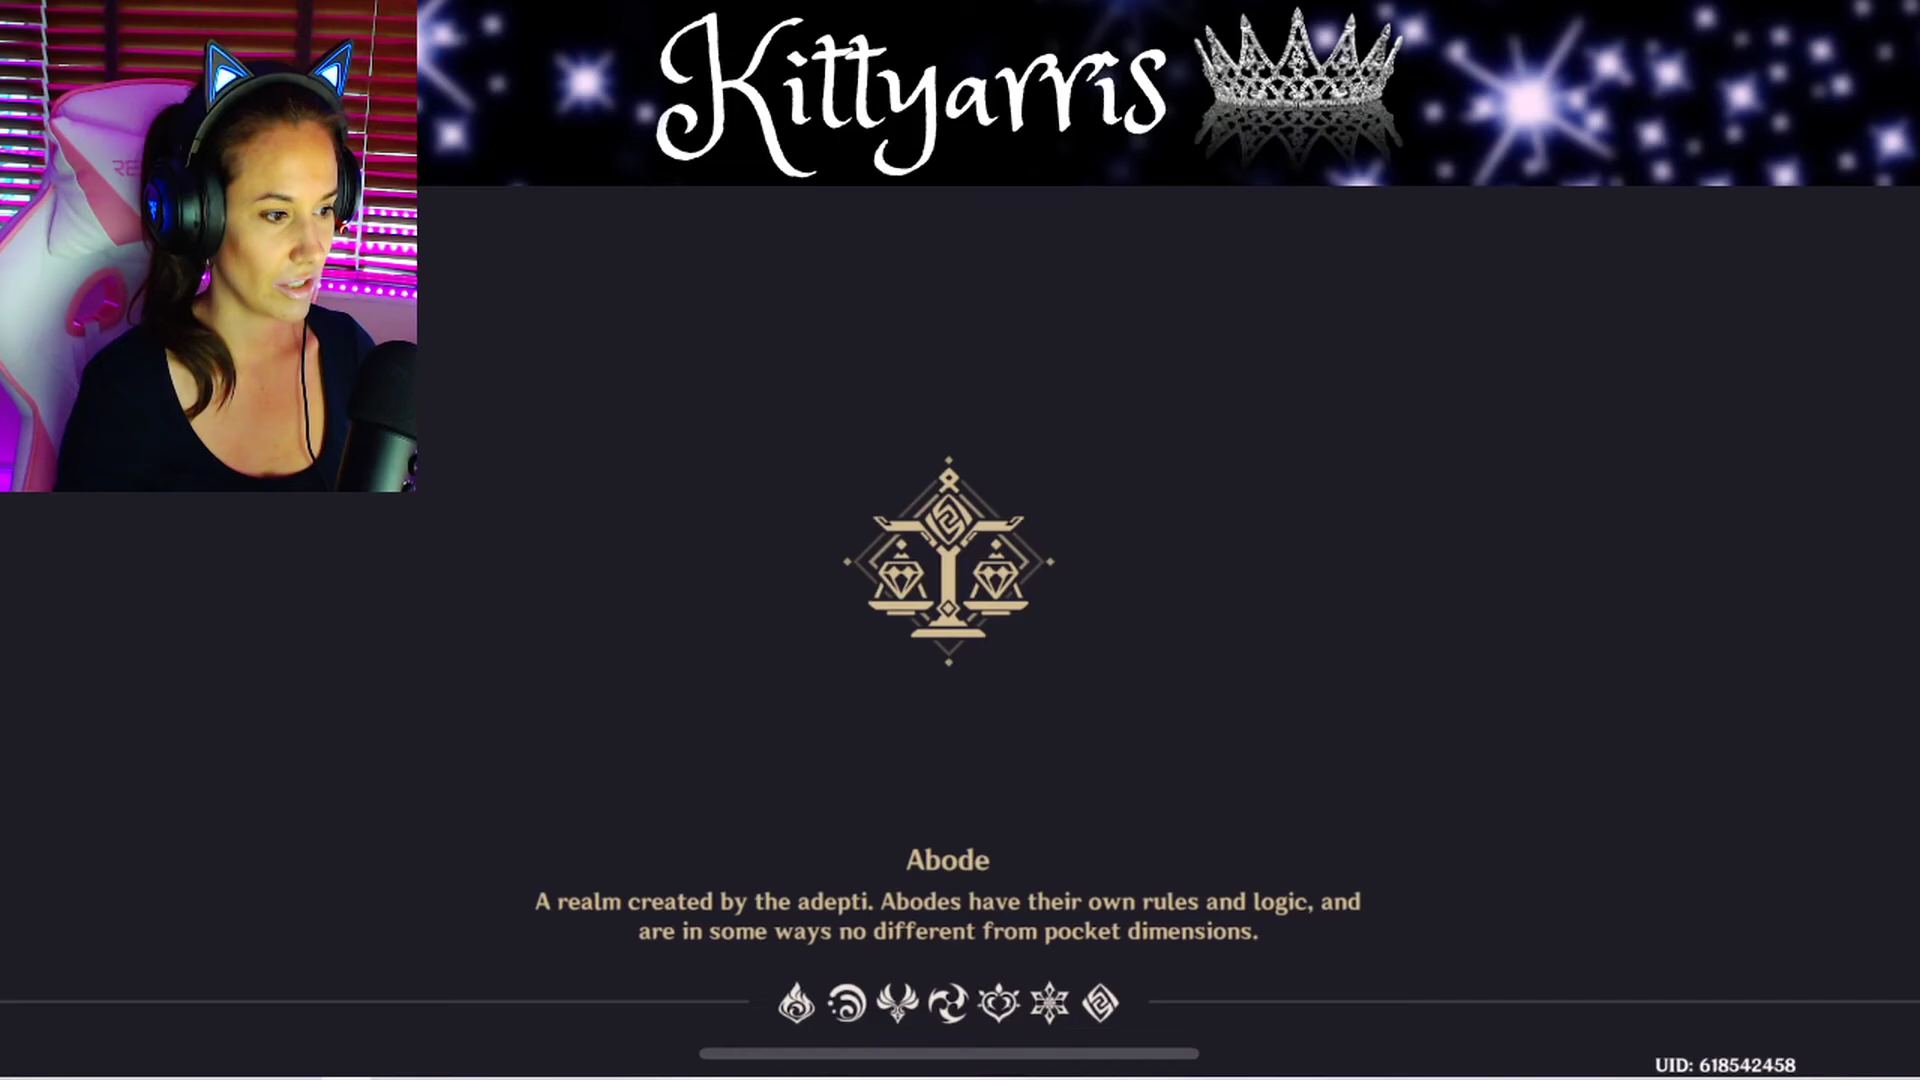 Kittyarris
Abode
A realm created by the adepti. Abodes have their own rules and logic, and
are in some ways no different from pocket dimensions.
UID: 618542458